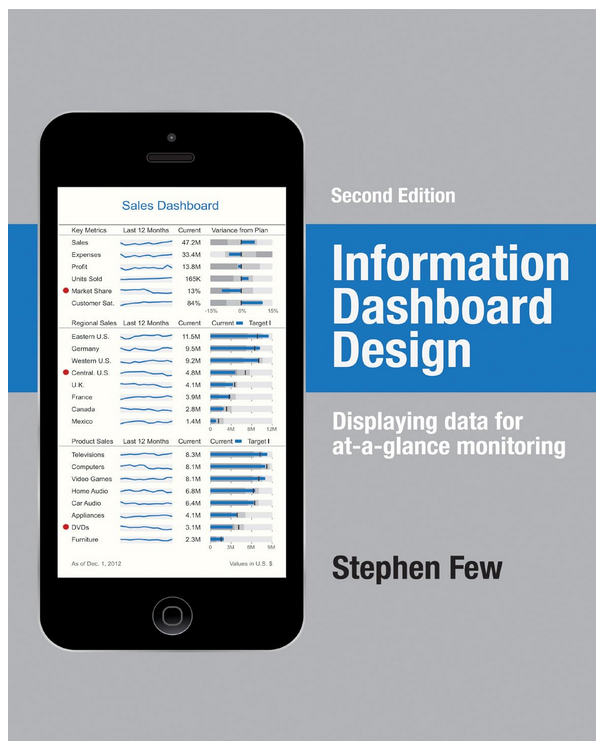 Second Edition
Information
Dashboard
Design
Displaying data for
at-a-glance monitoring
Stephen Few
Sales Dashboard
Key Metrics Last 12 Months Current Variance from Plan
Sales 47.2M
Expenses 33.4M
Profit 13.8M
Units Sold 165K
Market Share 13%
Customer Sat. 84%
-15% 0% 15%
Regional Sales Last 12 Months Current Current Target
Eastern U.S. 11.5M
Germany 9.5M
Western U.S. 9.2M
Central. U.S. 4.8M
U.K. 4.1M
France 3.9M
Canada 2.8M
Mexico 1.4M
0 4M 8M 12M
Product Sales Last 12 Months Current Current Target
Televisions 8.3M
Computers 8.1M
Video Games 8.1M
Home Audio 6.8M
Car Audio 6.4M
Appliances 4.1M
DVDs 3.1M
Furniture 2.3M
0 3M 6M 9M
As of Dec. 1, 2012 Values in U.S. $